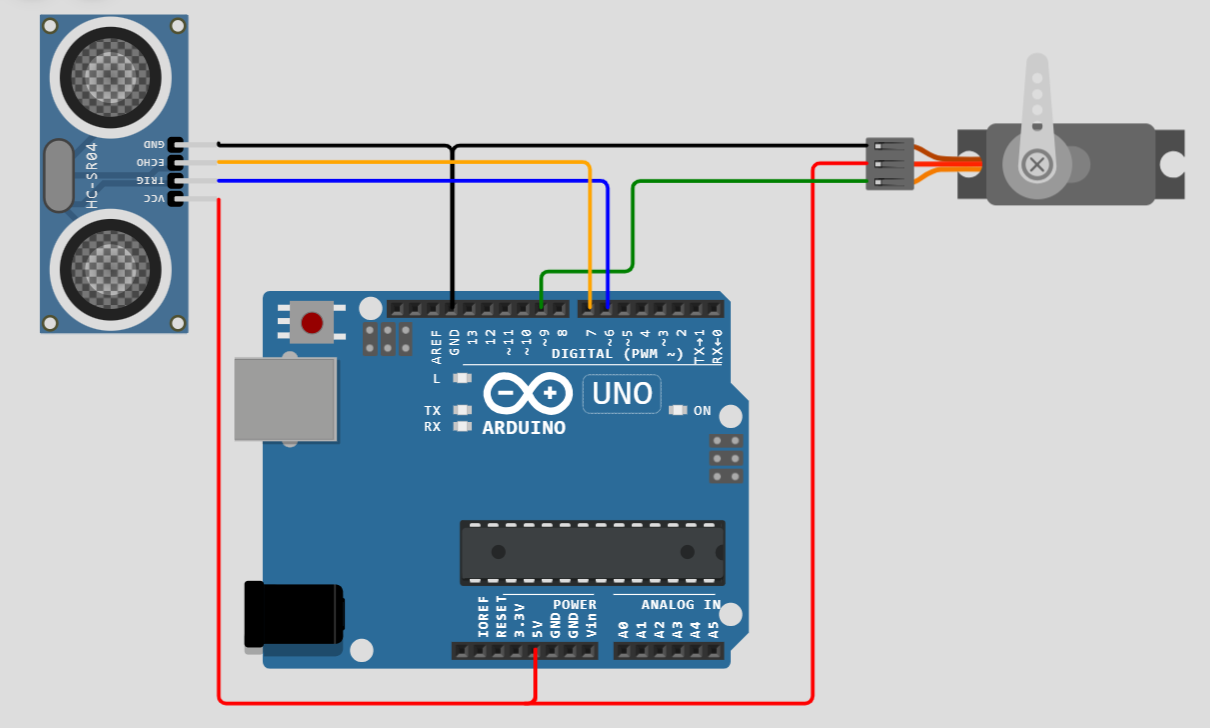 GND
ECHO
TRIG
VCC
HC-SR04
AREF
GND
13
12
~11
~10
~9
8
7
~6
~5
4
~3
2
TX→1
RX←0
DIGITAL (PWM ~)
L
TX
RX
UNO
ON
ARDUINO
POWER
ANALOG IN
IOREF
RESET
3.3V
5V
GND
GND
Vin
A0
A1
A2
A3
A4
A5